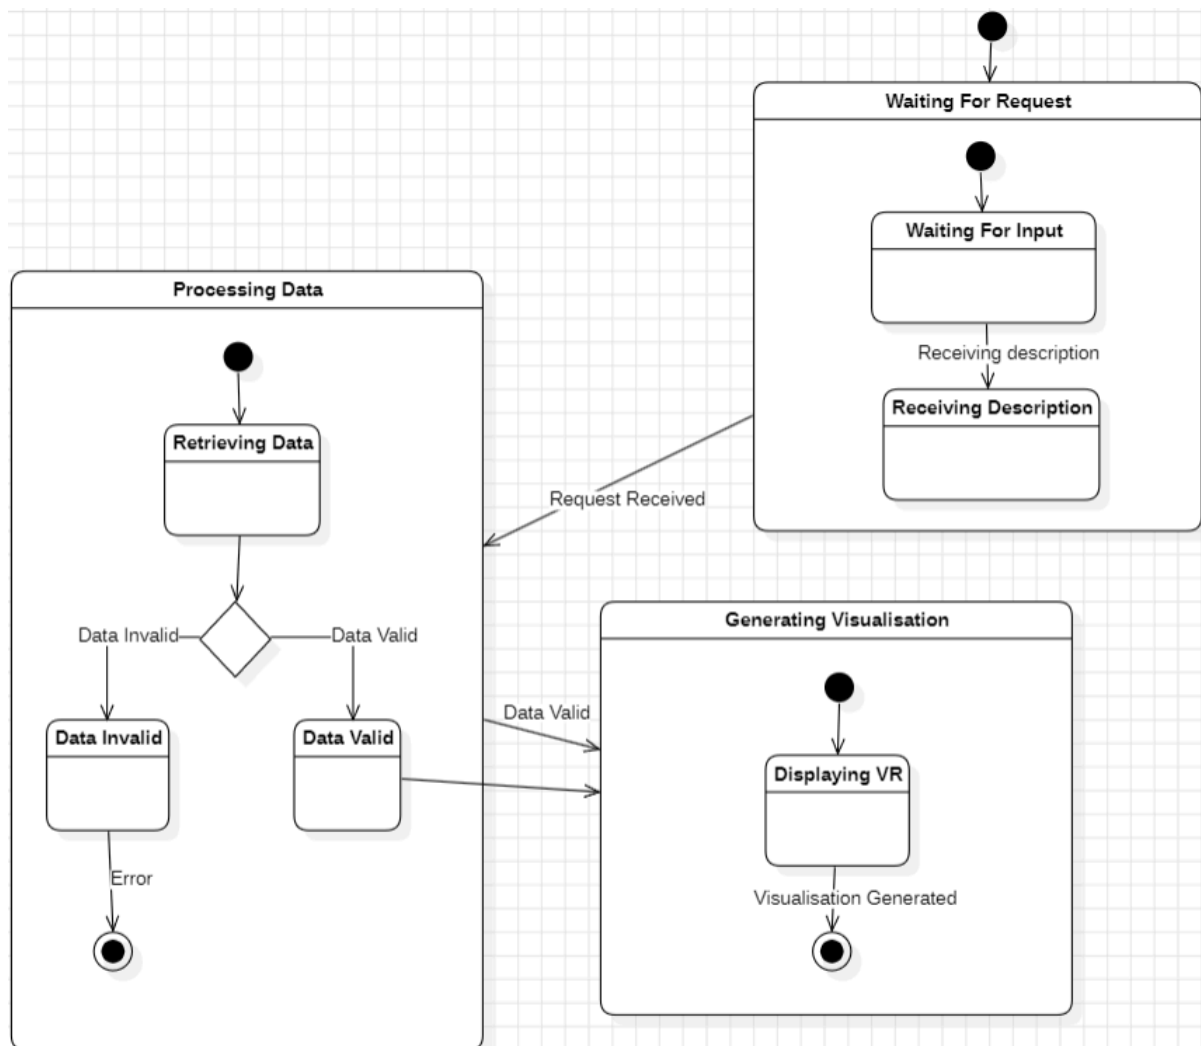 Waiting For Request
Waiting For Input
Receiving description
Receiving Description
Request Received
Processing Data
Retrieving Data
Data Invalid
Data Valid
Data Invalid
Data Valid
Error
Data Valid
Generating Visualisation
Displaying VR
Visualisation Generated